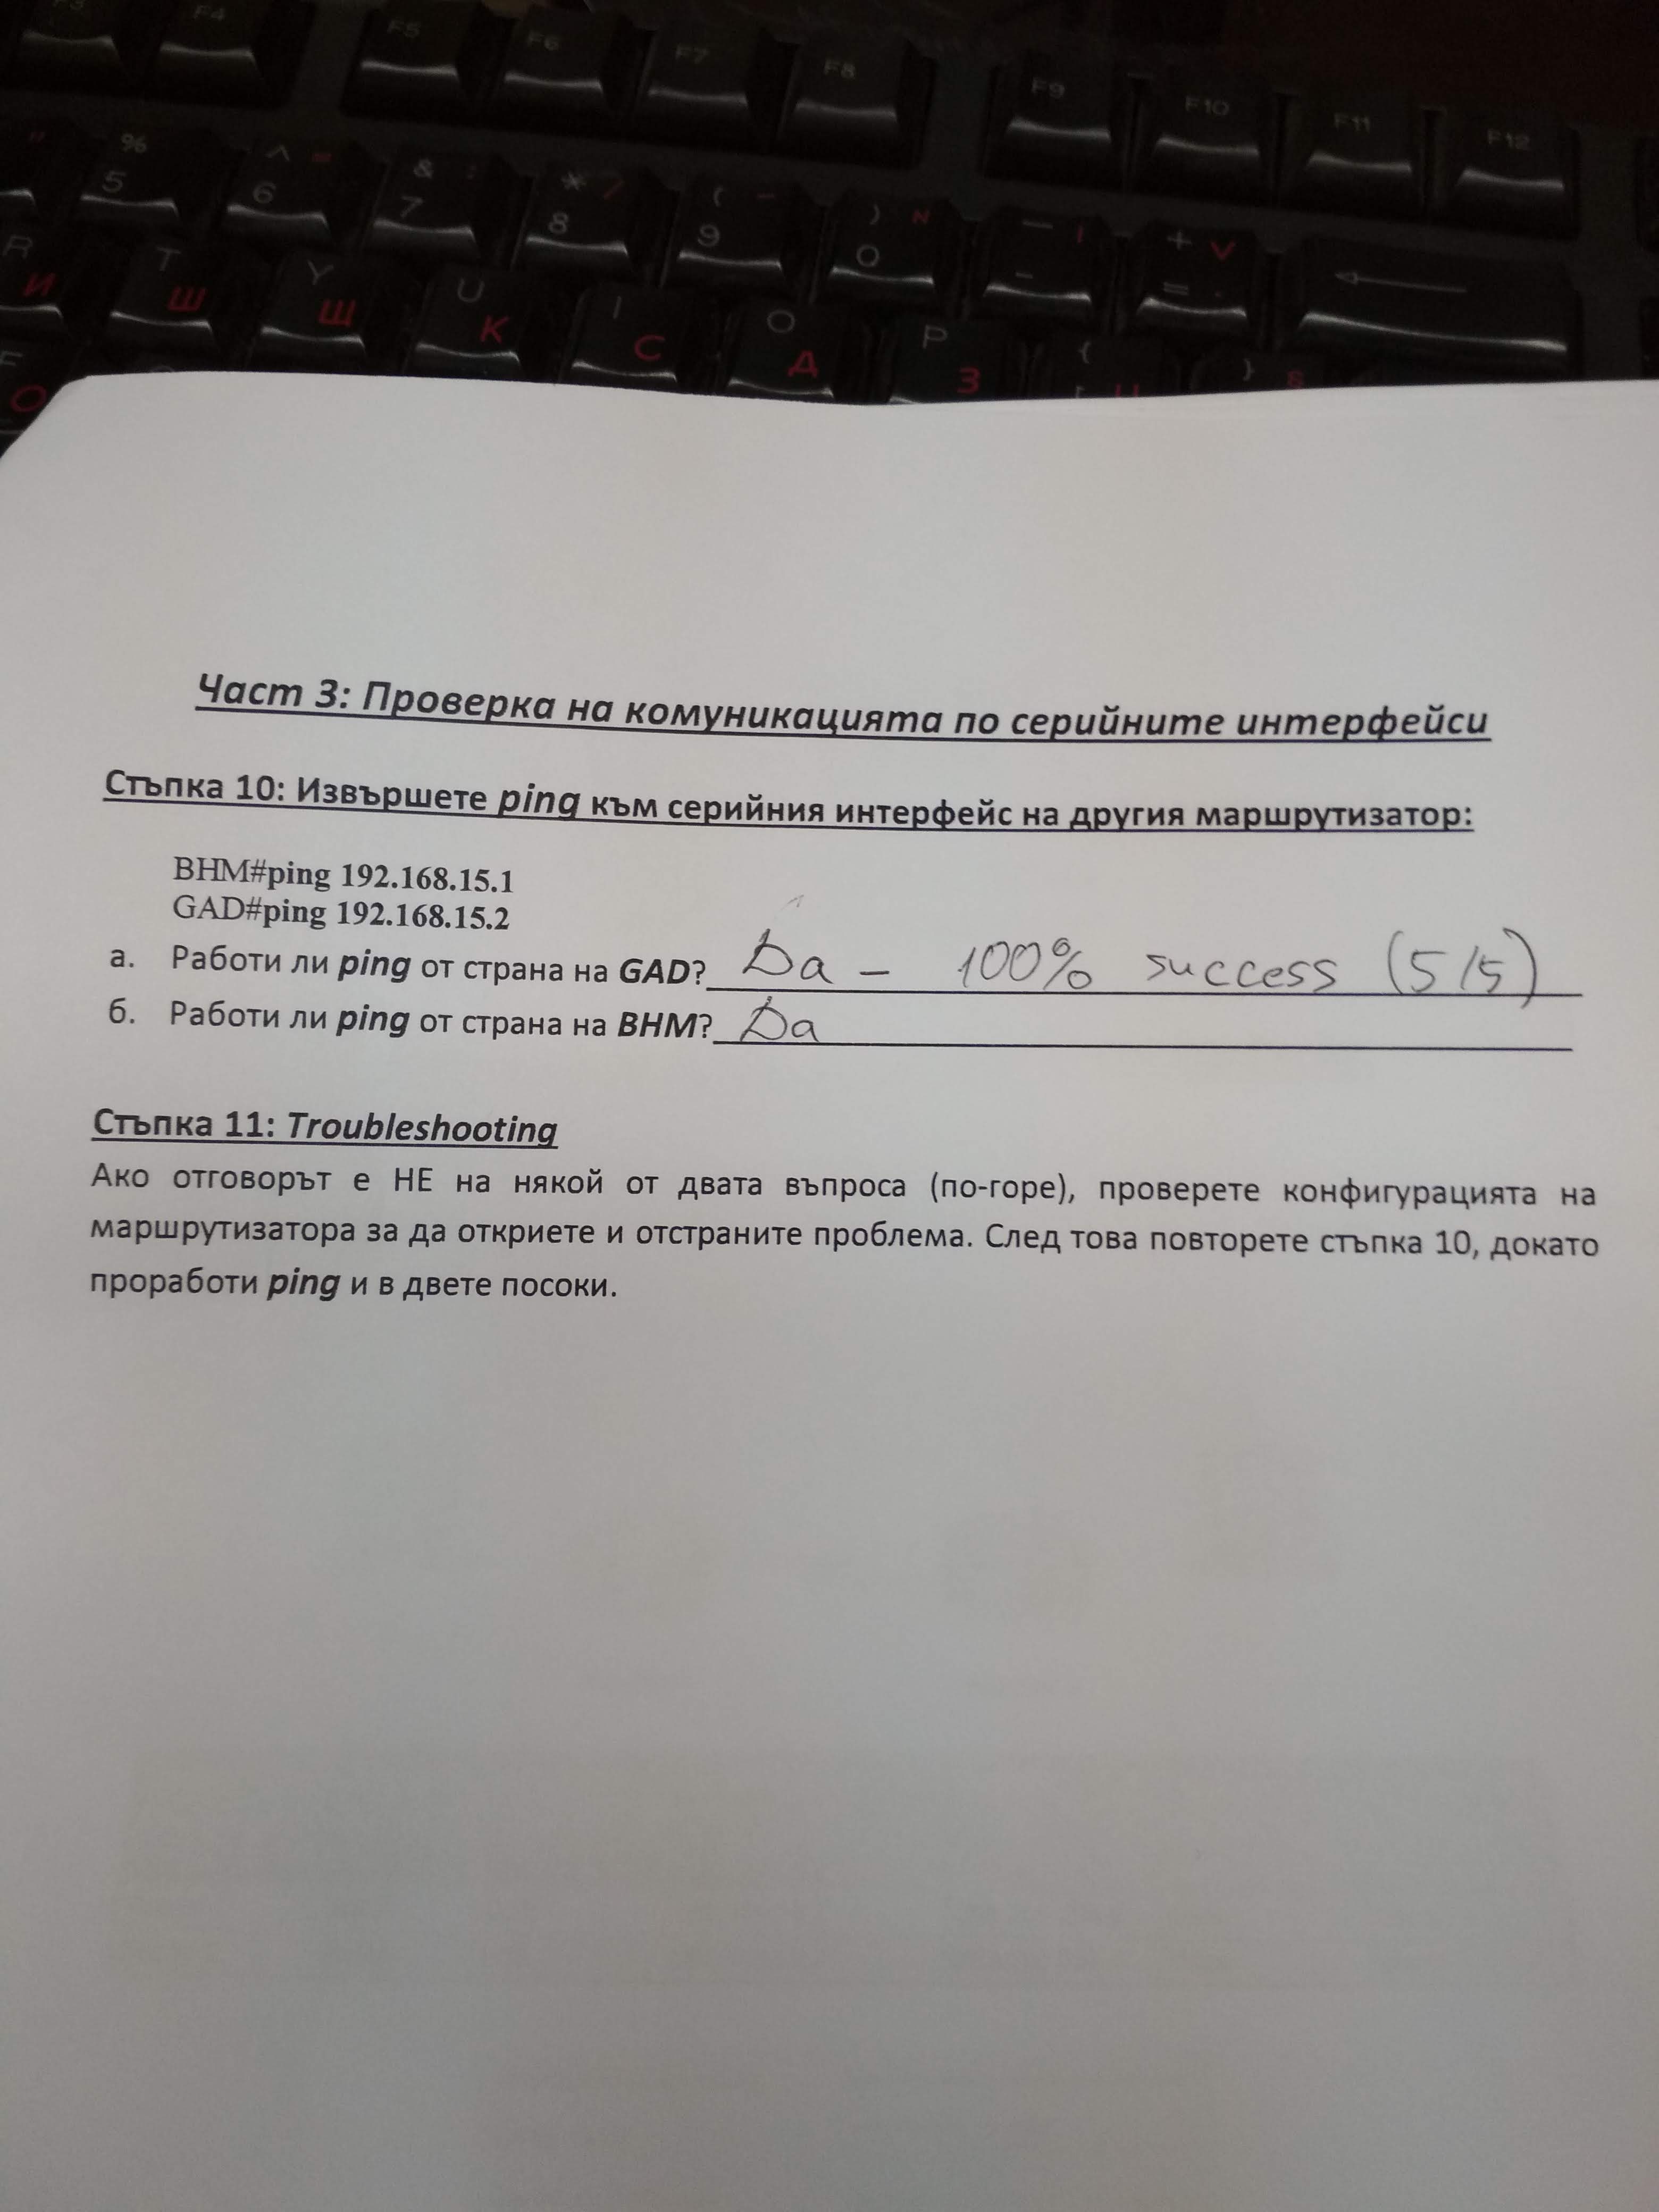 F3 F4 F5 F6 F7 F8 F9 F10 F11 F12
" % 5 ^ = 6 & : 7 * / 8 ( - 9 ) № 0 — I - + V = .
R И T Ш Y Щ U К I С O Д P З { [ Ц } §
F О
Част 3: Проверка на комуникацията по серийните интерфейси
Стъпка 10: Извършете ping към серийния интерфейс на другия маршрутизатор:
BHM#ping 192.168.15.1
GAD#ping 192.168.15.2
а. Работи ли ping от страна на GAD? Да - 100% success (5/5)
б. Работи ли ping от страна на BHM? Да
Стъпка 11: Troubleshooting
Ако отговорът е НЕ на някой от двата въпроса (по-горе), проверете конфигурацията на
маршрутизатора за да откриете и отстраните проблема. След това повторете стъпка 10, докато
проработи ping и в двете посоки.